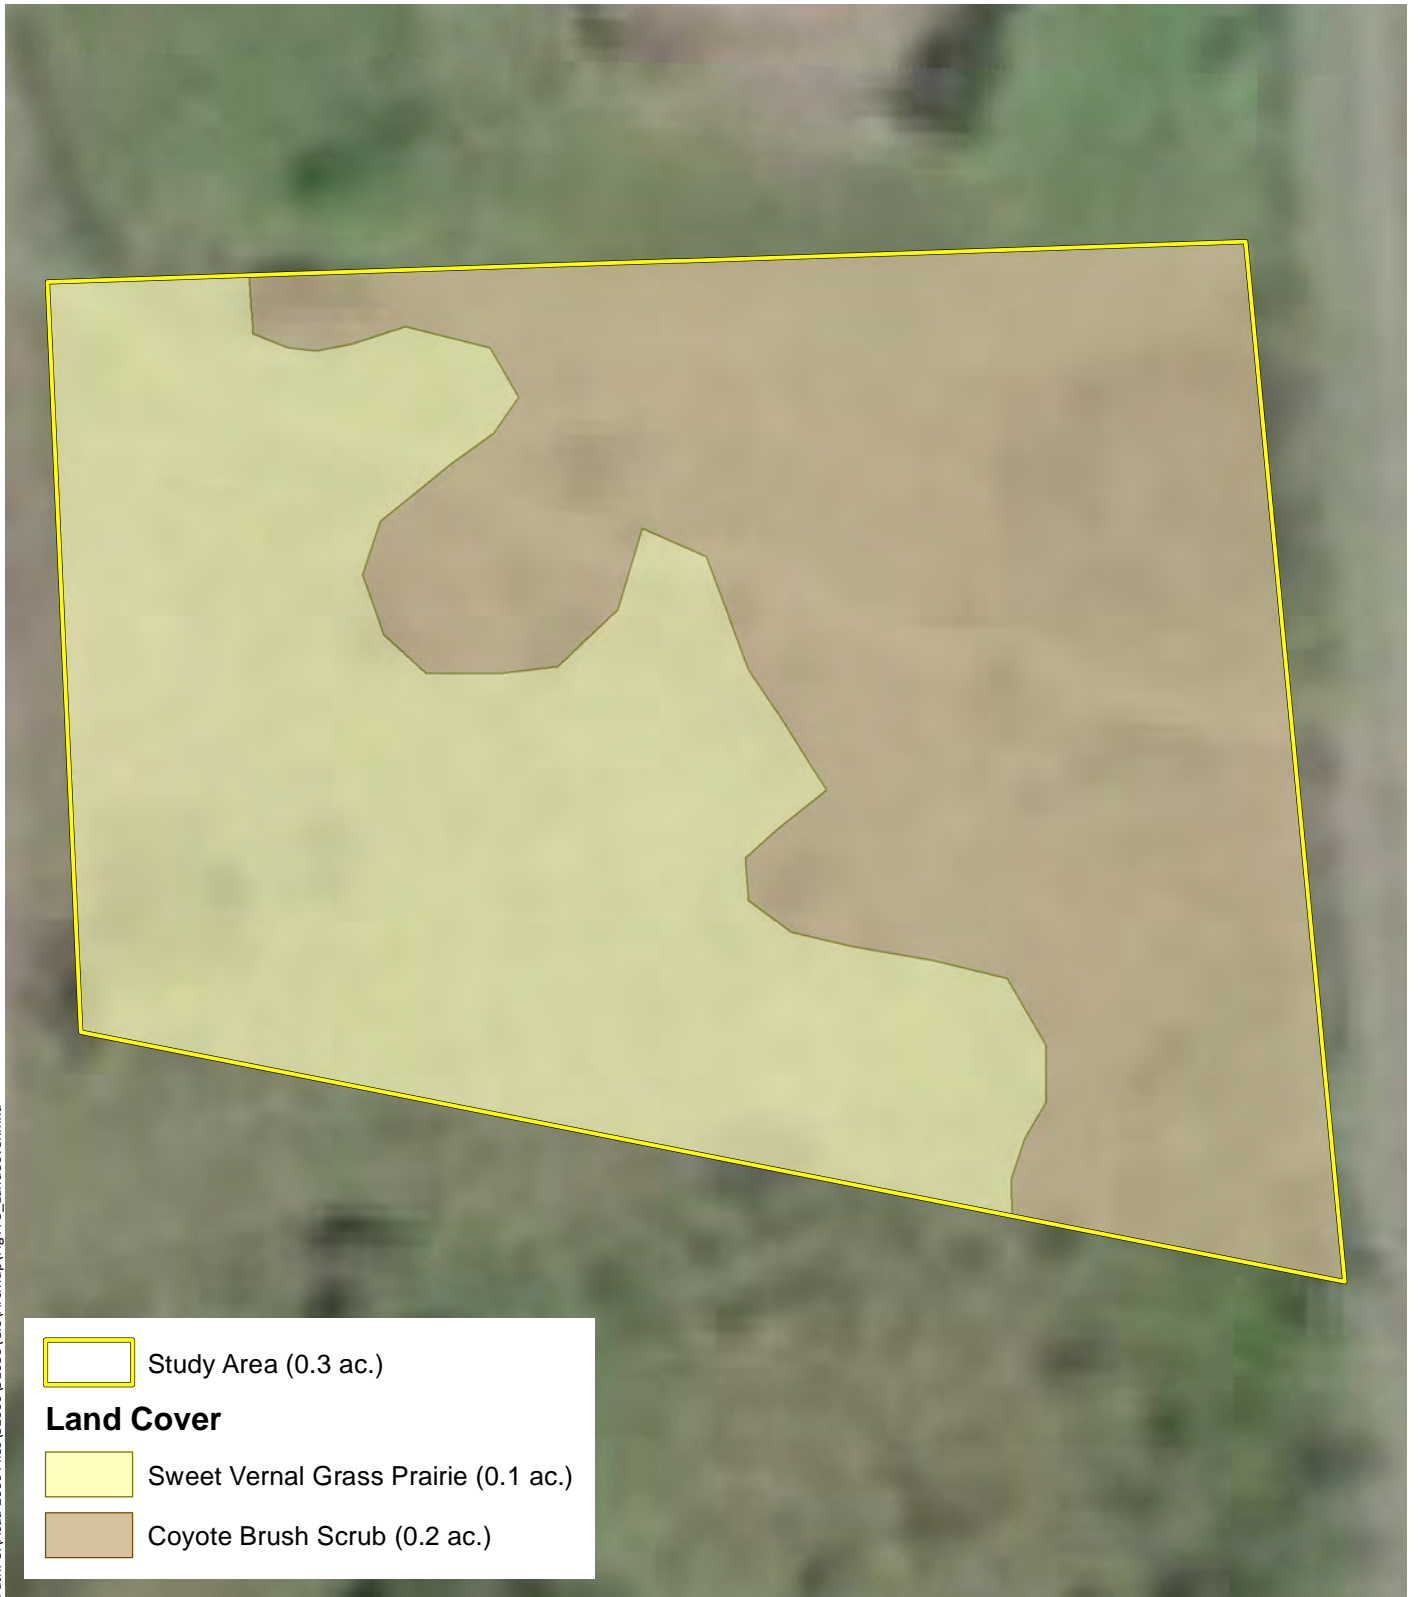 Study Area (0.3 ac.)
Land Cover
Sweet Vernal Grass Prairie (0.1 ac.)
Coyote Brush Scrub (0.2 ac.)